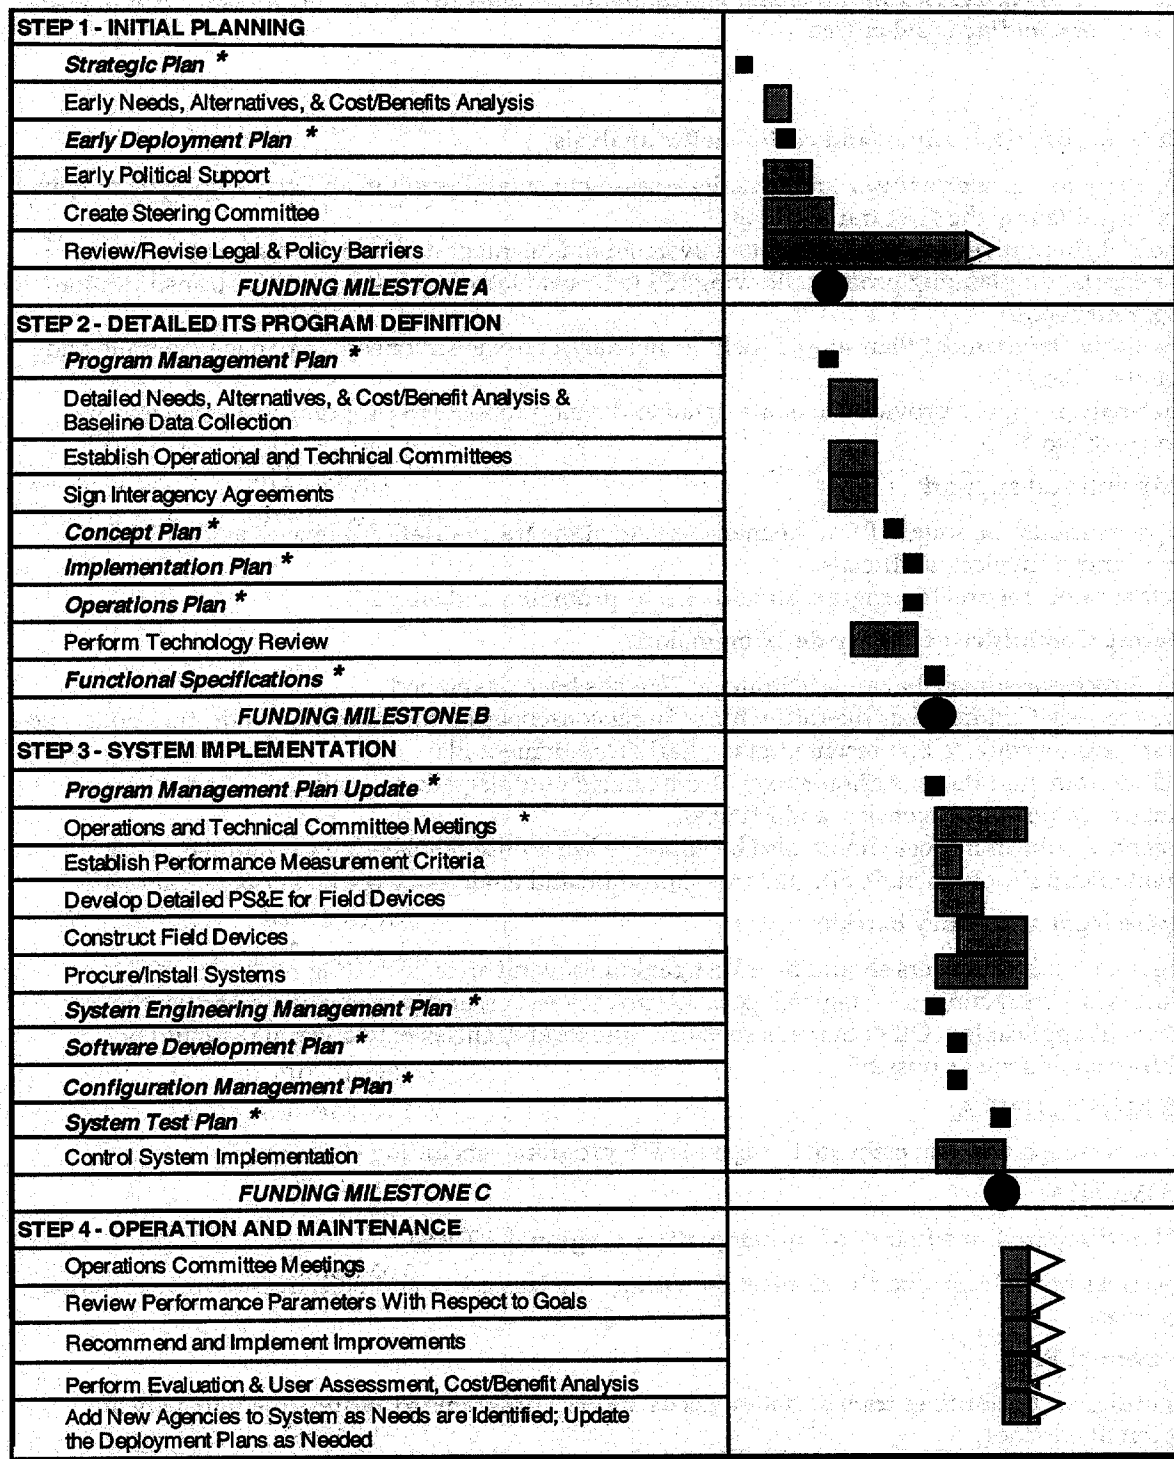 STEP 1 - INITIAL PLANNING
Strategic Plan *
Early Needs, Alternatives, & Cost/Benefits Analysis
Early Deployment Plan *
Early Political Support
Create Steering Committee
Review/Revise Legal & Policy Barriers
FUNDING MILESTONE A
STEP 2 - DETAILED ITS PROGRAM DEFINITION
Program Management Plan *
Detailed Needs, Alternatives, & Cost/Benefit Analysis &
Baseline Data Collection
Establish Operational and Technical Committees
Sign Interagency Agreements
Concept Plan *
Implementation Plan *
Operations Plan *
Perform Technology Review
Functional Specifications *
FUNDING MILESTONE B
STEP 3 - SYSTEM IMPLEMENTATION
Program Management Plan Update *
Operations and Technical Committee Meetings *
Establish Performance Measurement Criteria
Develop Detailed PS&E for Field Devices
Construct Field Devices
Procure/Install Systems
System Engineering Management Plan *
Software Development Plan *
Configuration Management Plan *
System Test Plan *
Control System Implementation
FUNDING MILESTONE C
STEP 4 - OPERATION AND MAINTENANCE
Operations Committee Meetings
Review Performance Parameters With Respect to Goals
Recommend and Implement Improvements
Perform Evaluation & User Assessment, Cost/Benefit Analysis
Add New Agencies to System as Needs are Identified; Update
the Deployment Plans as Needed